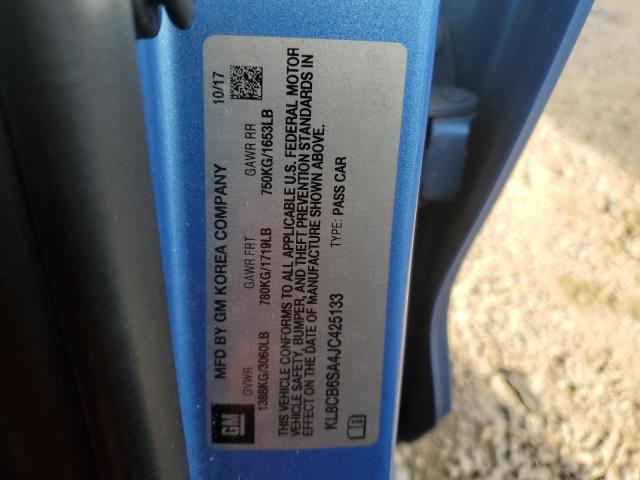 MFD BY GM KOREA COMPANY 10/17
GVWR GAWR FRT GAWR RR
1388KG/3060LB 780KG/1719LB 750KG/1653LB
THIS VEHICLE CONFORMS TO ALL APPLICABLE U.S. FEDERAL MOTOR
VEHICLE SAFETY, BUMPER, AND THEFT PREVENTION STANDARDS IN
EFFECT ON THE DATE OF MANUFACTURE SHOWN ABOVE.
KL8CB6SA4JC425133 TYPE: PASS CAR
GM